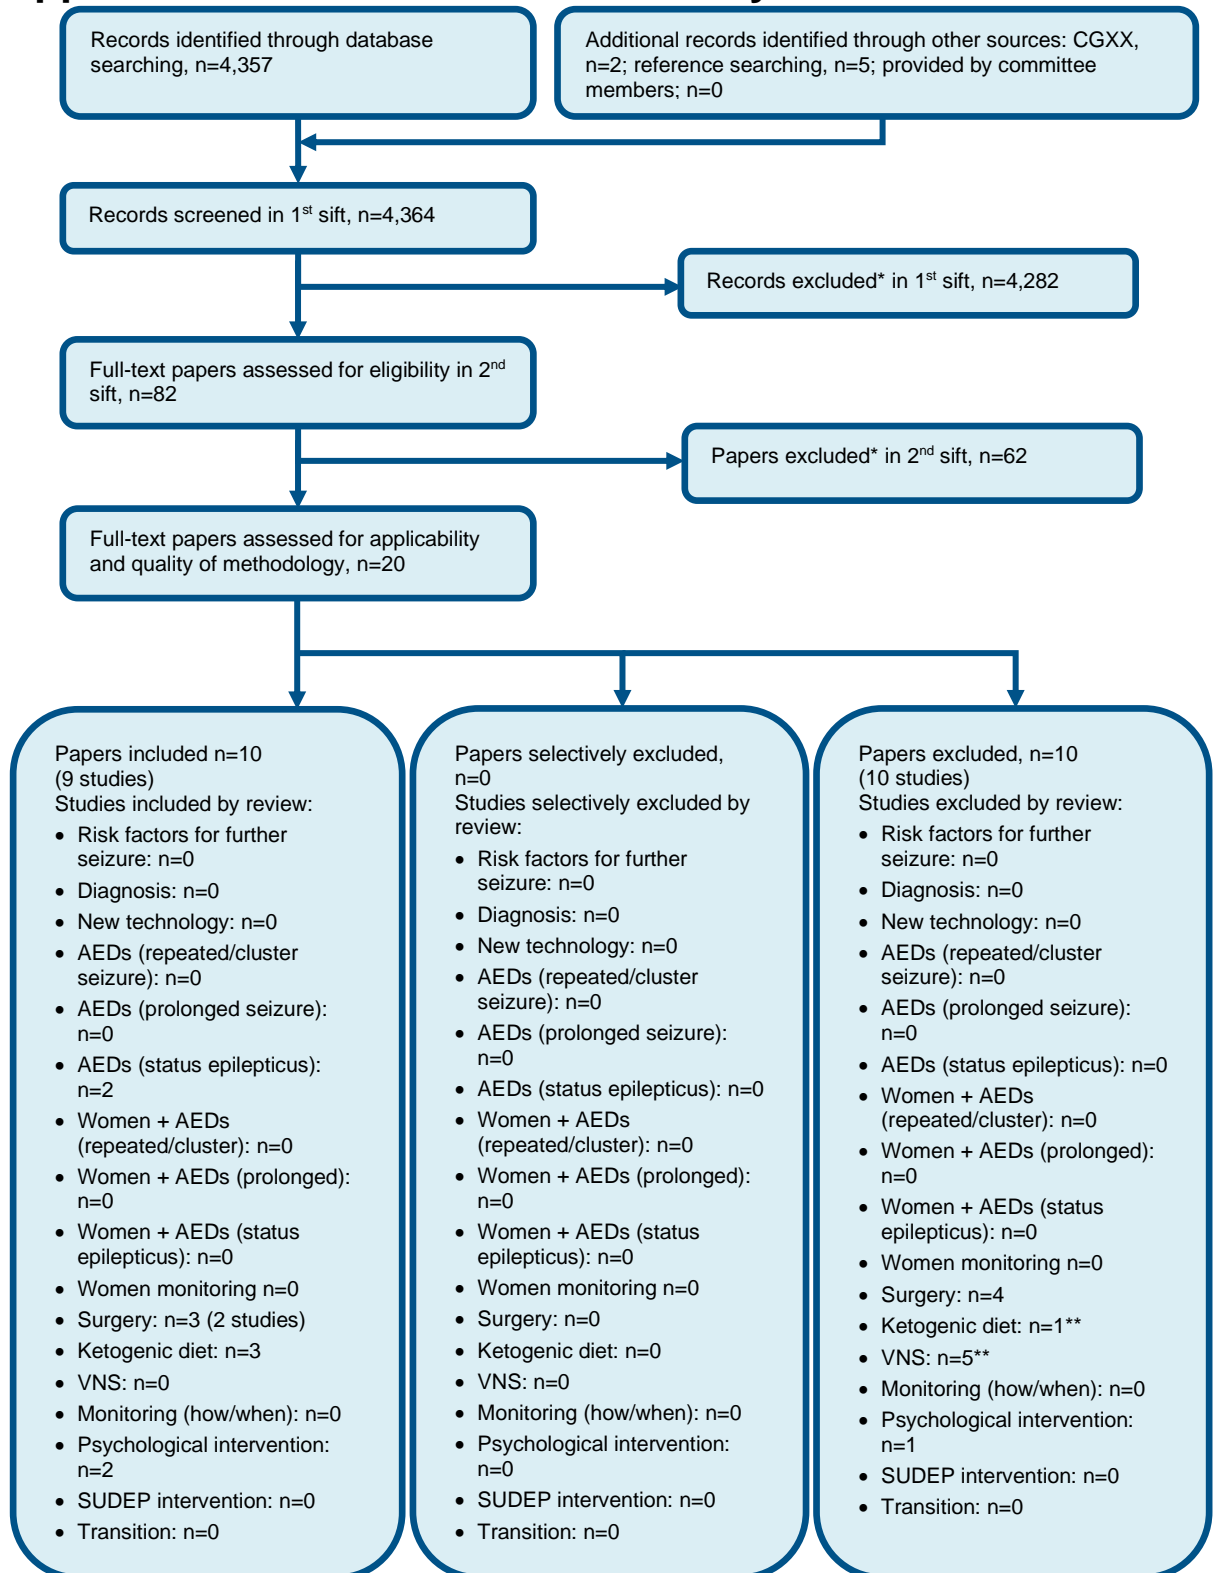 Records identified through database
searching, n=4,357
Additional records identified through other sources: CGXX,
n=2; reference searching, n=5; provided by committee
members; n=0
Records screened in 1st sift, n=4,364
Records excluded* in 1st sift, n=4,282
Full-text papers assessed for eligibility in 2nd
sift, n=82
Papers excluded* in 2nd sift, n=62
Full-text papers assessed for applicability
and quality of methodology, n=20
Papers included n=10
(9 studies)
Studies included by review:
• Risk factors for further
seizure: n=0
• Diagnosis: n=0
• New technology: n=0
• AEDs (repeated/cluster
seizure): n=0
• AEDs (prolonged seizure):
n=0
• AEDs (status epilepticus):
n=2
• Women + AEDs
(repeated/cluster): n=0
• Women + AEDs (prolonged):
n=0
• Women + AEDs (status
epilepticus): n=0
• Women monitoring n=0
• Surgery: n=3 (2 studies)
• Ketogenic diet: n=3
• VNS: n=0
• Monitoring (how/when): n=0
• Psychological intervention:
n=2
• SUDEP intervention: n=0
• Transition: n=0
Papers selectively excluded,
n=0
Studies selectively excluded by
review:
• Risk factors for further
seizure: n=0
• Diagnosis: n=0
• New technology: n=0
• AEDs (repeated/cluster
seizure): n=0
• AEDs (prolonged seizure):
n=0
• AEDs (status epilepticus): n=0
• Women + AEDs
(repeated/cluster): n=0
• Women + AEDs (prolonged):
n=0
• Women + AEDs (status
epilepticus): n=0
• Women monitoring n=0
• Surgery: n=0
• Ketogenic diet: n=0
• VNS: n=0
• Monitoring (how/when): n=0
• Psychological intervention:
n=0
• SUDEP intervention: n=0
• Transition: n=0
Papers excluded, n=10
(10 studies)
Studies excluded by review:
• Risk factors for further
seizure: n=0
• Diagnosis: n=0
• New technology: n=0
• AEDs (repeated/cluster
seizure): n=0
• AEDs (prolonged seizure):
n=0
• AEDs (status epilepticus): n=0
• Women + AEDs
(repeated/cluster): n=0
• Women + AEDs (prolonged):
n=0
• Women + AEDs (status
epilepticus): n=0
• Women monitoring n=0
• Surgery: n=4
• Ketogenic diet: n=1**
• VNS: n=5**
• Monitoring (how/when): n=0
• Psychological intervention:
n=1
• SUDEP intervention: n=0
• Transition: n=0